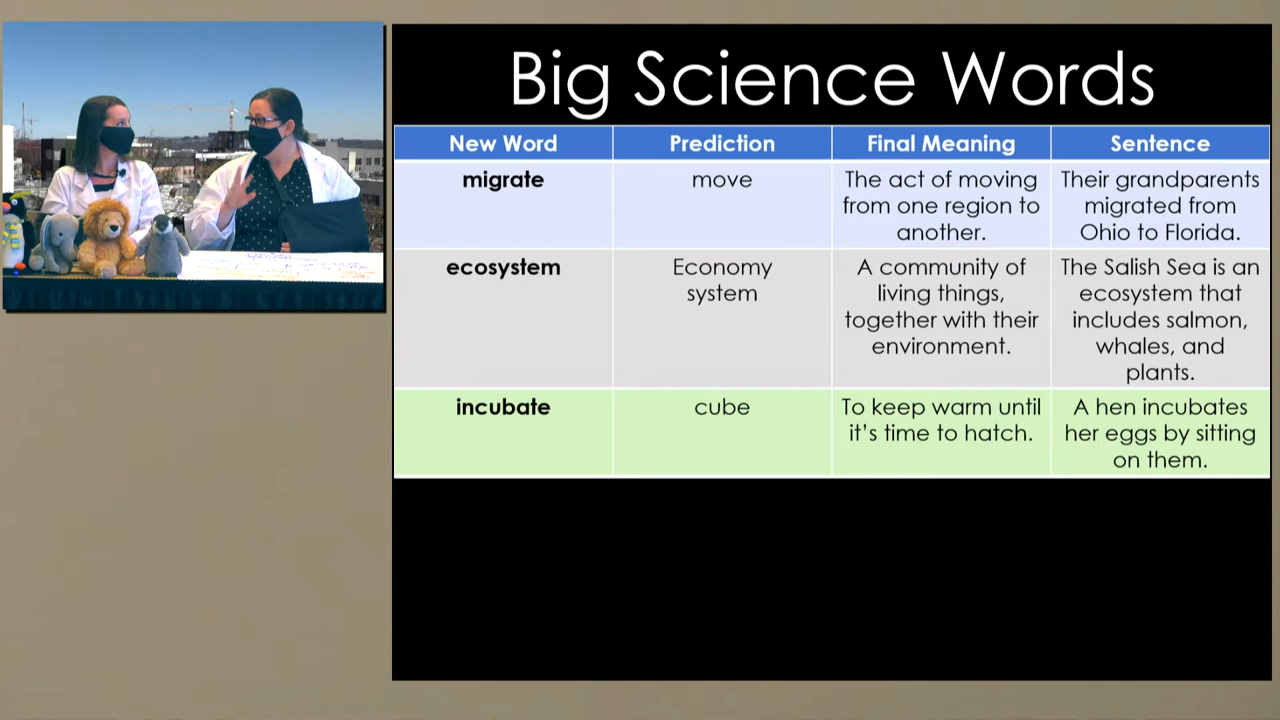 Big Science Words
New Word Prediction Final Meaning Sentence
migrate
move
The act of moving
from one region to
another.
Their grandparents
migrated from
Ohio to Florida.
ecosystem
Economy
system
A community of
living things,
together with their
environment.
The Salish Sea is an
ecosystem that
includes salmon,
whales, and
plants.
incubate
cube
To keep warm until
it’s time to hatch.
A hen incubates
her eggs by sitting
on them.